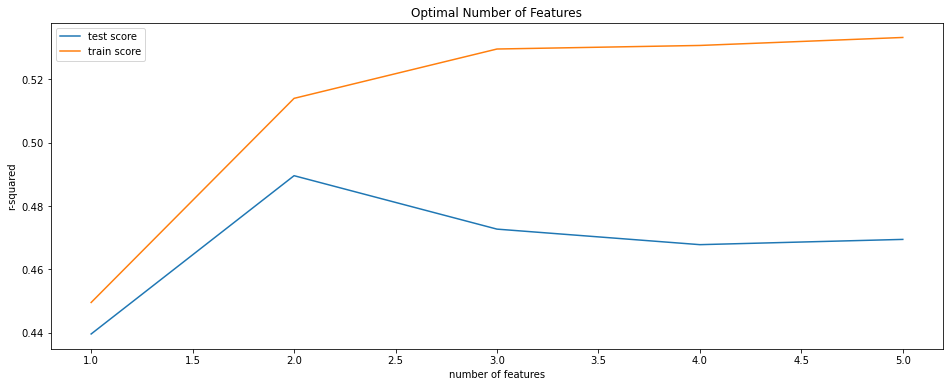 Optimal Number of Features
test score
train score
r-squared
0.52
0.50
0.48
0.46
0.44
1.0 1.5 2.0 2.5 3.0 3.5 4.0 4.5 5.0
number of features